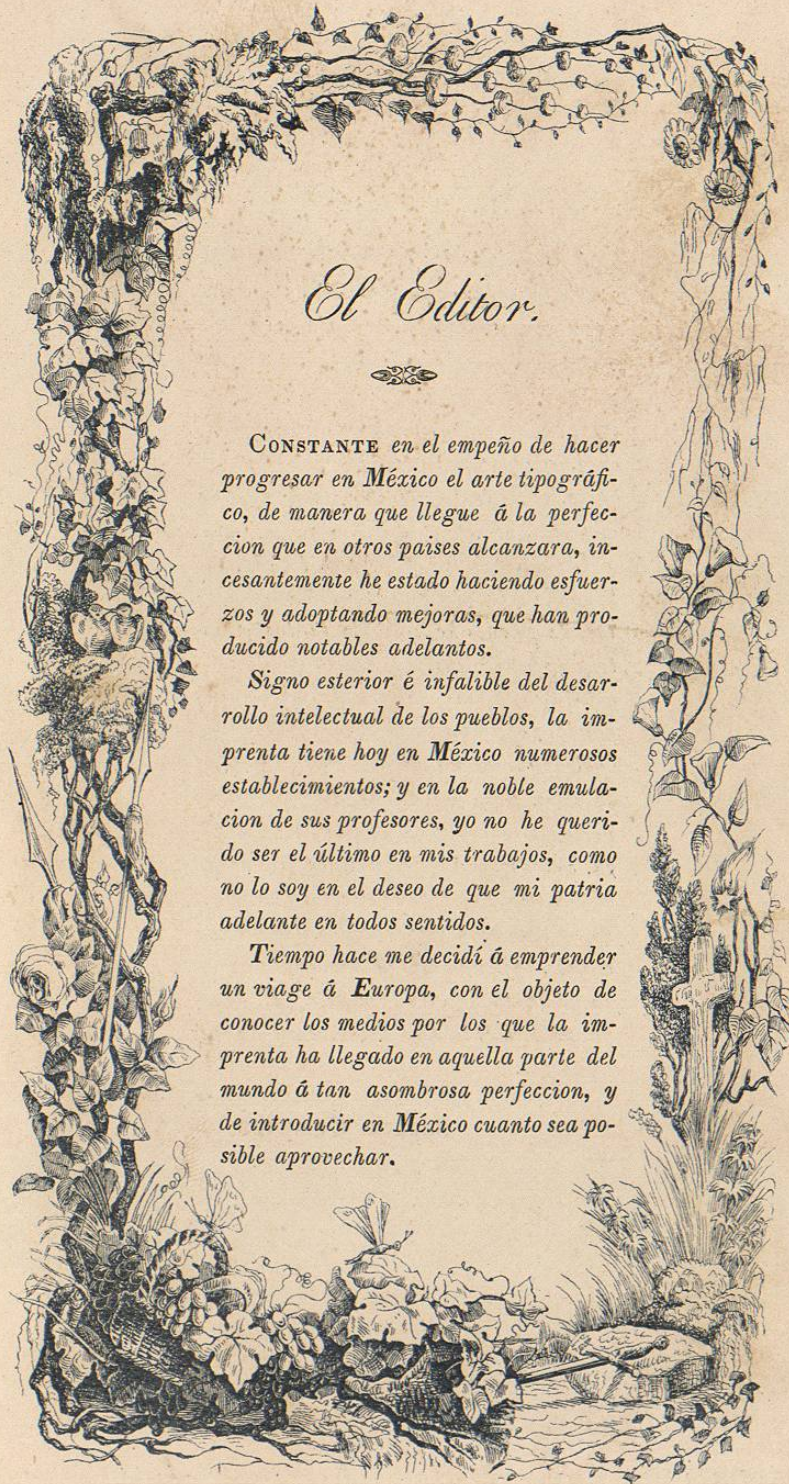 El Editor.
CONSTANTE en el empeño de hacer
progresar en México el arte tipográfi-
co, de manera que llegue á la perfec-
cion que en otros paises alcanzara, in-
cesantemente he estado haciendo esfuer-
zos y adoptando mejoras, que han pro-
ducido notables adelantos.
Signo esterior é infalible del desar-
rollo intelectual de los pueblos, la im-
prenta tiene hoy en México numerosos
establecimientos; y en la noble emula-
cion de sus profesores, yo no he queri-
do ser el último en mis trabajos, como
no lo soy en el deseo de que mi patria
adelante en todos sentidos.
Tiempo hace me decidí á emprender
un viage á Europa, con el objeto de
conocer los medios por los que la im-
prenta ha llegado en aquella parte del
mundo á tan asombrosa perfeccion, y
de introducir en México cuanto sea po-
sible aprovechar.